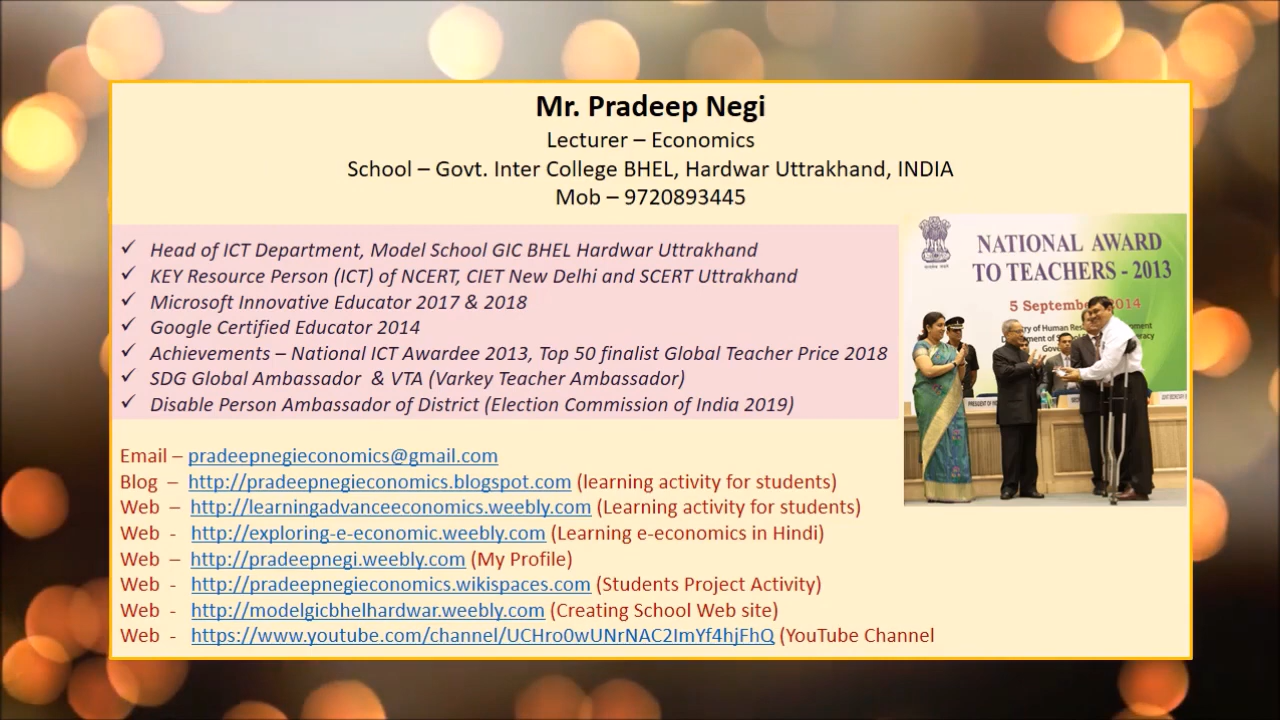 Mr. Pradeep Negi
Lecturer – Economics
School – Govt. Inter College BHEL, Hardwar Uttrakhand, INDIA
Mob – 9720893445
✓ Head of ICT Department, Model School GIC BHEL Hardwar Uttrakhand
✓ KEY Resource Person (ICT) of NCERT, CIET New Delhi and SCERT Uttrakhand
✓ Microsoft Innovative Educator 2017 & 2018
✓ Google Certified Educator 2014
✓ Achievements – National ICT Awardee 2013, Top 50 finalist Global Teacher Price 2018
✓ SDG Global Ambassador & VTA (Varkey Teacher Ambassador)
✓ Disable Person Ambassador of District (Election Commission of India 2019)
NATIONAL AWARD
TO TEACHERS - 2013
5 Septembe 2014
Email – pradeepnegieconomics@gmail.com
Blog – http://pradeepnegieconomics.blogspot.com (learning activity for students)
Web – http://learningadvanceeconomics.weebly.com (Learning activity for students)
Web - http://exploring-e-economic.weebly.com (Learning e-economics in Hindi)
Web – http://pradeepnegi.weebly.com (My Profile)
Web - http://pradeepnegieconomics.wikispaces.com (Students Project Activity)
Web - http://modelgicbhelhardwar.weebly.com (Creating School Web site)
Web - https://www.youtube.com/channel/UCHro0wUNrNAC2ImYf4hjFhQ (YouTube Channel